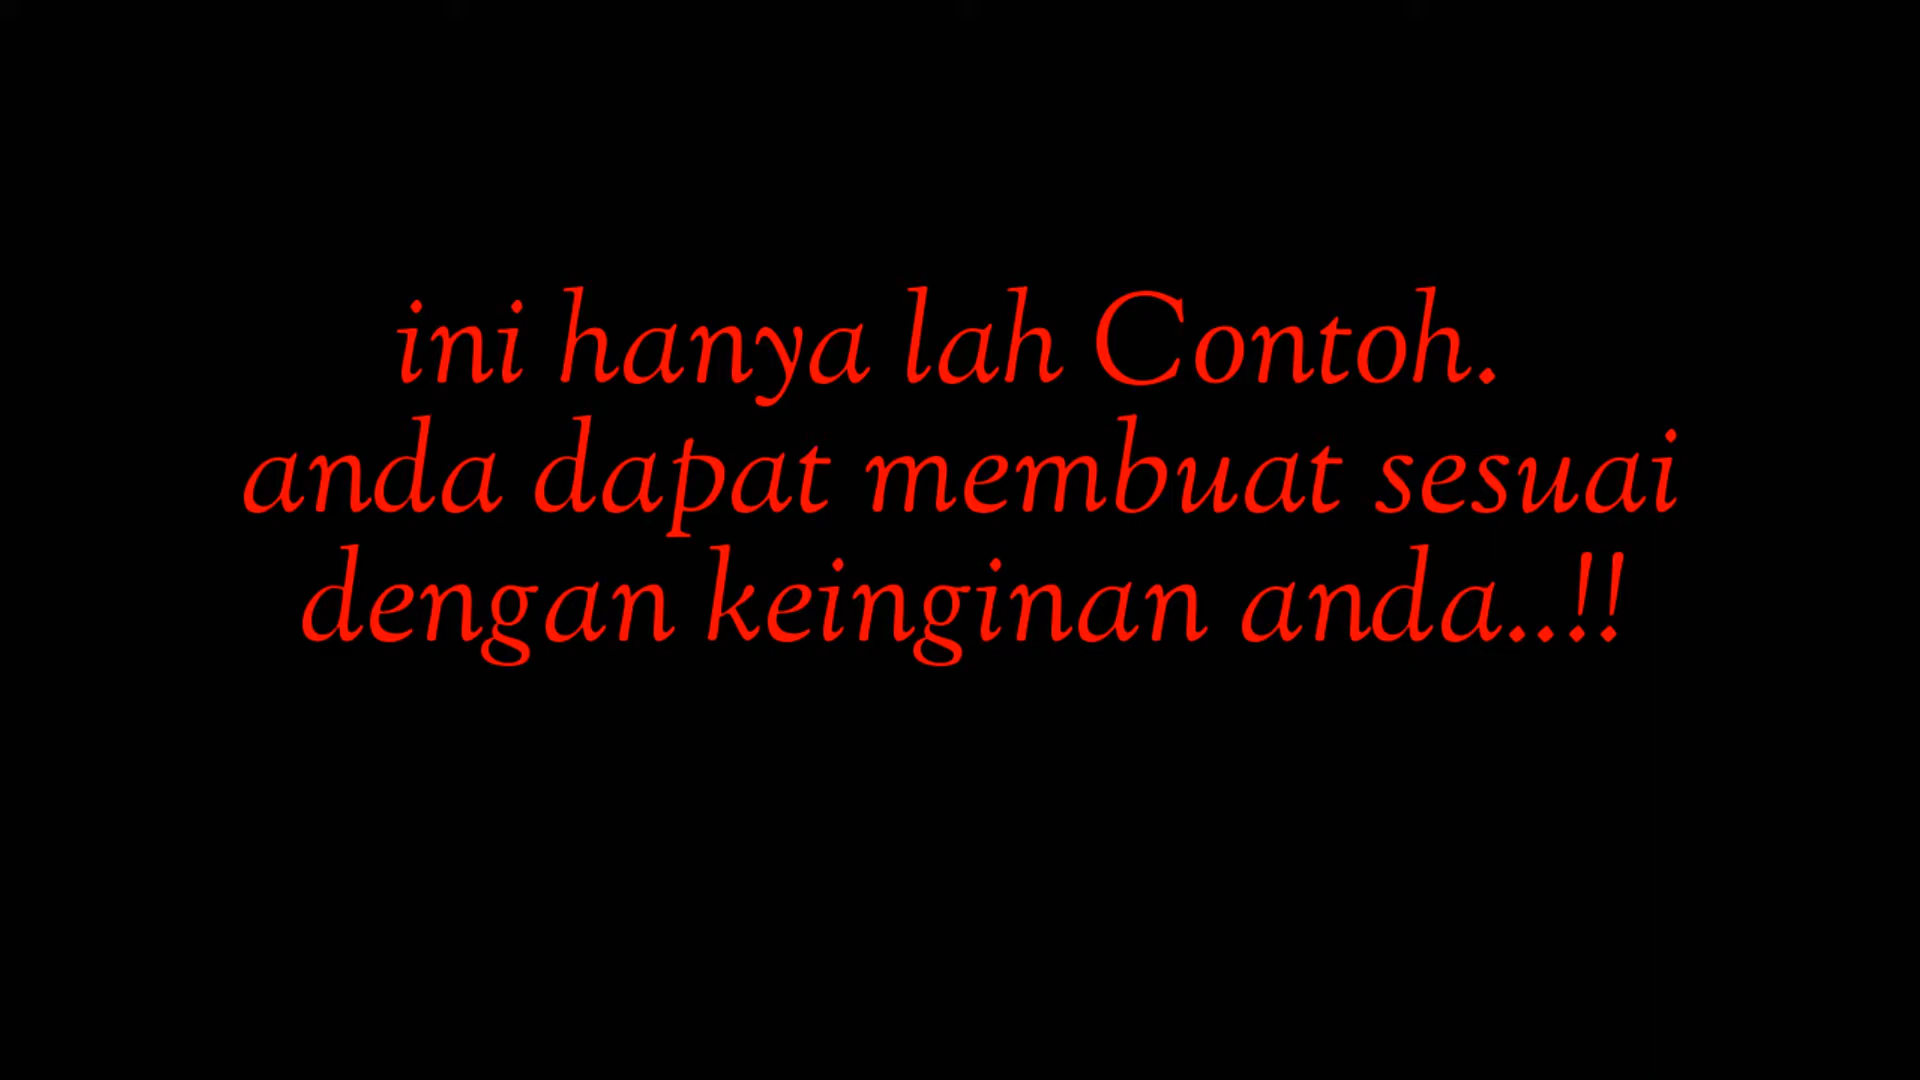 ini hanya lah Contoh.
anda dapat membuat sesuai
dengan keinginan anda..!!